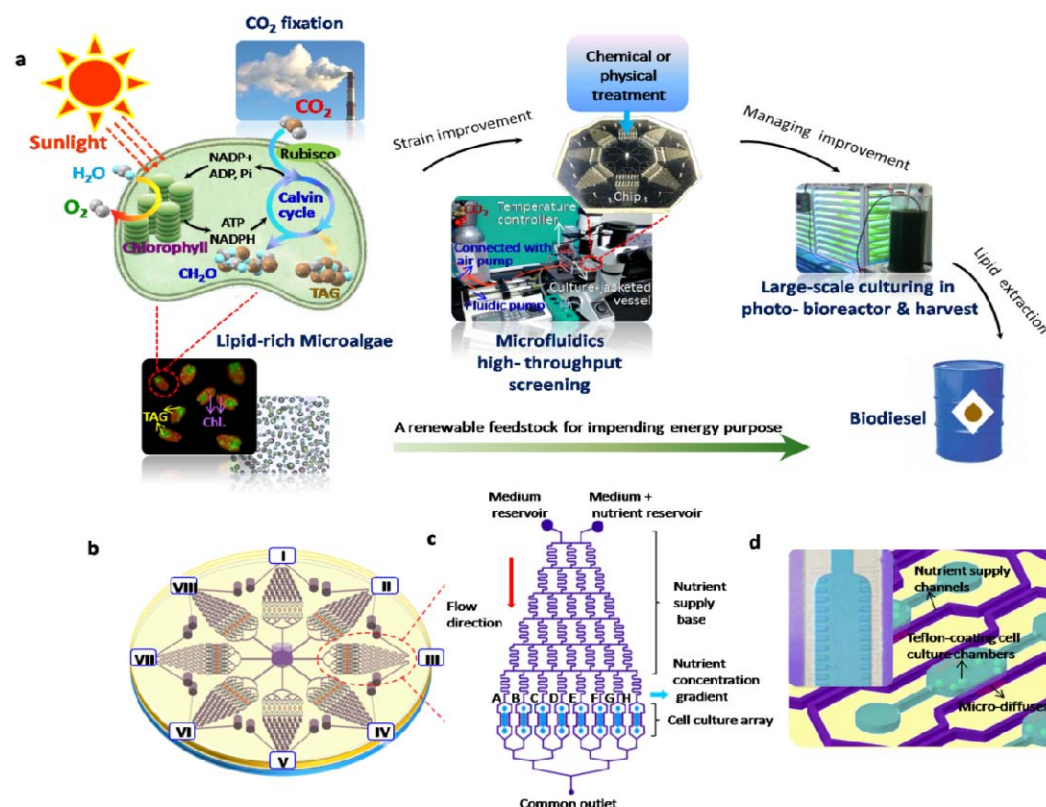 CO₂ fixation
a
Sunlight
CO₂
Rubisco
H₂O
NADP+
ADP, Pi
O₂
Calvin
cycle
ATP
NADPH
Chlorophyll
CH₂O
TAG
Lipid-rich Microalgae
TAG
Chl.
Strain improvement
Chemical or
physical
treatment
Chip
CO₂
Temperature
controller
Connected with
air pump
Culture-jacketed
vessel
Fluidic pump
Microfluidics
high- throughput
screening
Managing improvement
Large-scale culturing in
photo- bioreactor & harvest
Lipid extraction
Biodiesel
A renewable feedstock for impending energy purpose
b
I
II
III
IV
V
VI
VII
VIII
c
Medium
reservoir
Medium +
nutrient reservoir
Flow
direction
Nutrient
supply
base
Nutrient
concentration
gradient
A B C D E F G H
Cell culture array
Common outlet
d
Nutrient supply
channels
Teflon-coating cell
culture chambers
Micro-diffuser